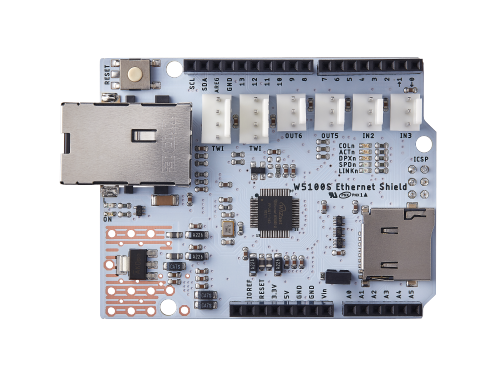 RESET
SCL
SDA
AREG
GND
13
12
11
10
9
8
7
6
5
4
3
2
→1
←0
TWI
TWI
OUT6
OUT5
IN2
IN3
COLn
ACTn
DPXn
SPDn
LINKn
ICSP
W5100S Ethernet Shield
ON
IOREF
RESET
3.3V
5V
GND
GND
Vin
A0
A1
A2
A3
A4
A5